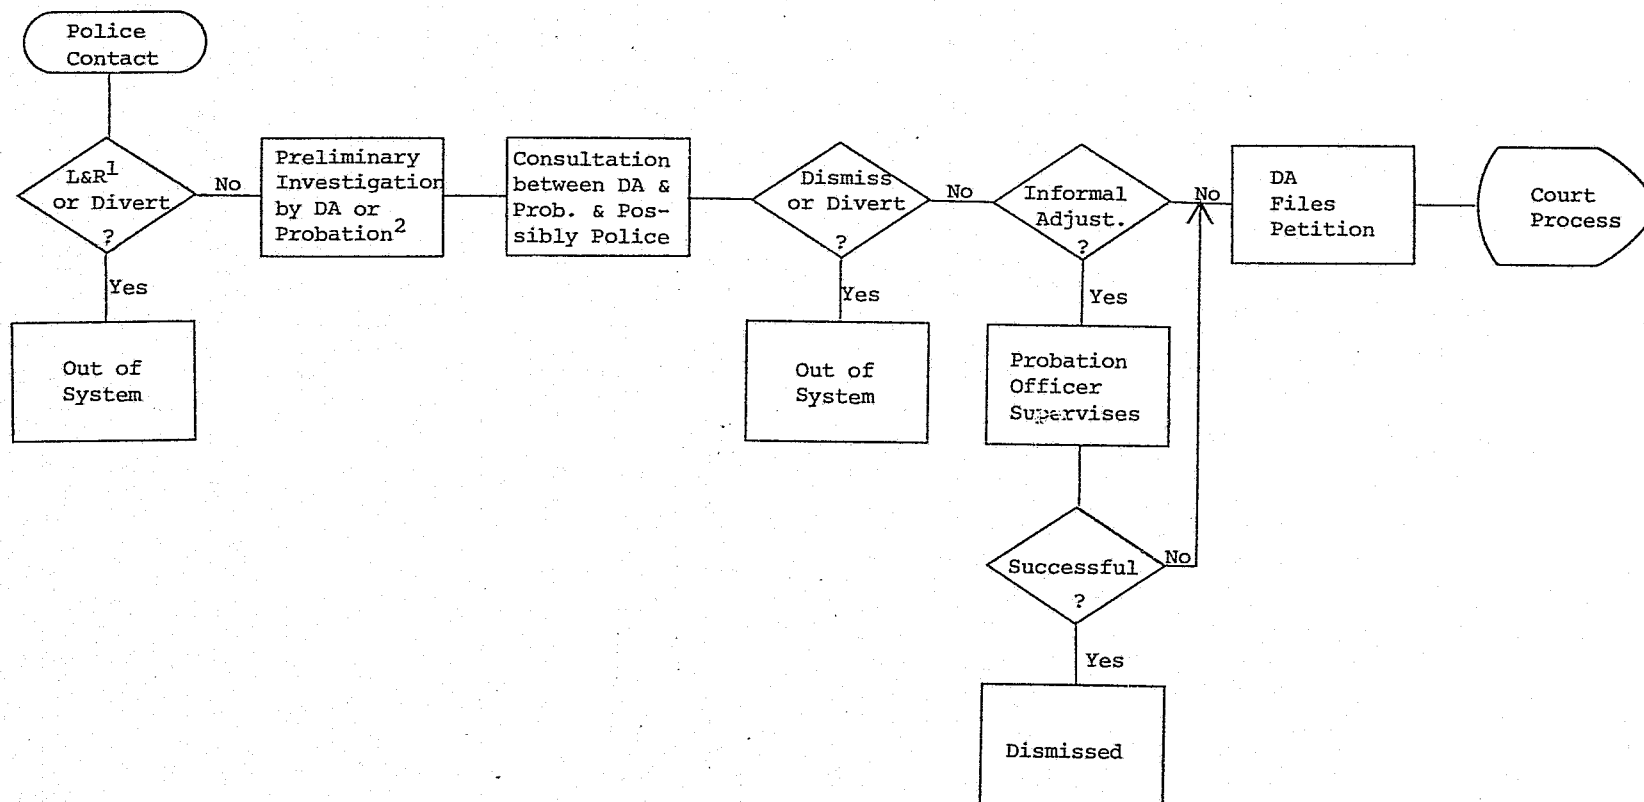 Police
Contact
L&R1
or Divert
?
No
Yes
Out of
System
Preliminary
Investigation
by DA or
Probation2
Consultation
between DA &
Prob. & Pos-
sibly Police
Dismiss
or Divert
?
No
Yes
Out of
System
Informal
Adjust.
?
No
Yes
Probation
Officer
Supervises
Successful
?
No
Yes
Dismissed
DA
Files
Petition
Court
Process